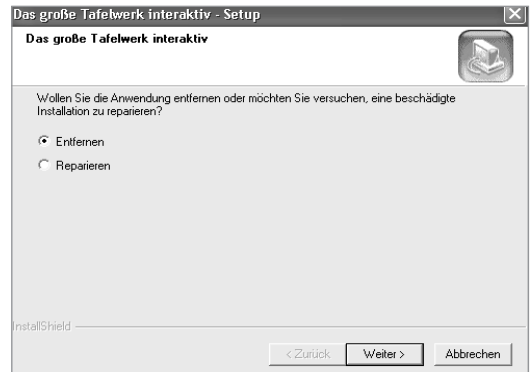 Das große Tafelwerk interaktiv - Setup
Das große Tafelwerk interaktiv
Wollen Sie die Anwendung entfernen oder möchten Sie versuchen, eine beschädigte
Installation zu reparieren?
Entfernen
Reparieren
InstallShield
< Zurück
Weiter >
Abbrechen